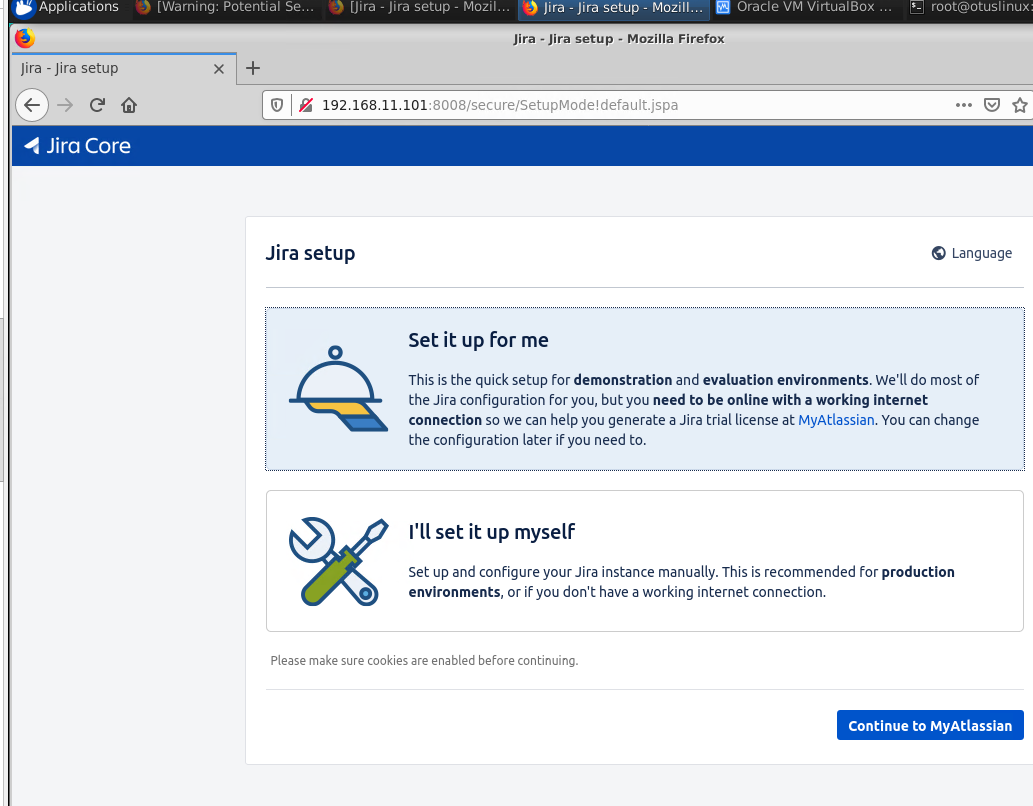 Applications [Warning: Potential Se... [Jira - Jira setup - Mozil... Jira - Jira setup - Mozill... Oracle VM VirtualBox ... root@otuslinux:
Jira - Jira setup - Mozilla Firefox
Jira - Jira setup
192.168.11.101:8008/secure/SetupMode!default.jspa
Jira Core
Jira setup
Language
Set it up for me
This is the quick setup for demonstration and evaluation environments. We'll do most of
the Jira configuration for you, but you need to be online with a working internet
connection so we can help you generate a Jira trial license at MyAtlassian. You can change
the configuration later if you need to.
I'll set it up myself
Set up and configure your Jira instance manually. This is recommended for production
environments, or if you don't have a working internet connection.
Please make sure cookies are enabled before continuing.
Continue to MyAtlassian